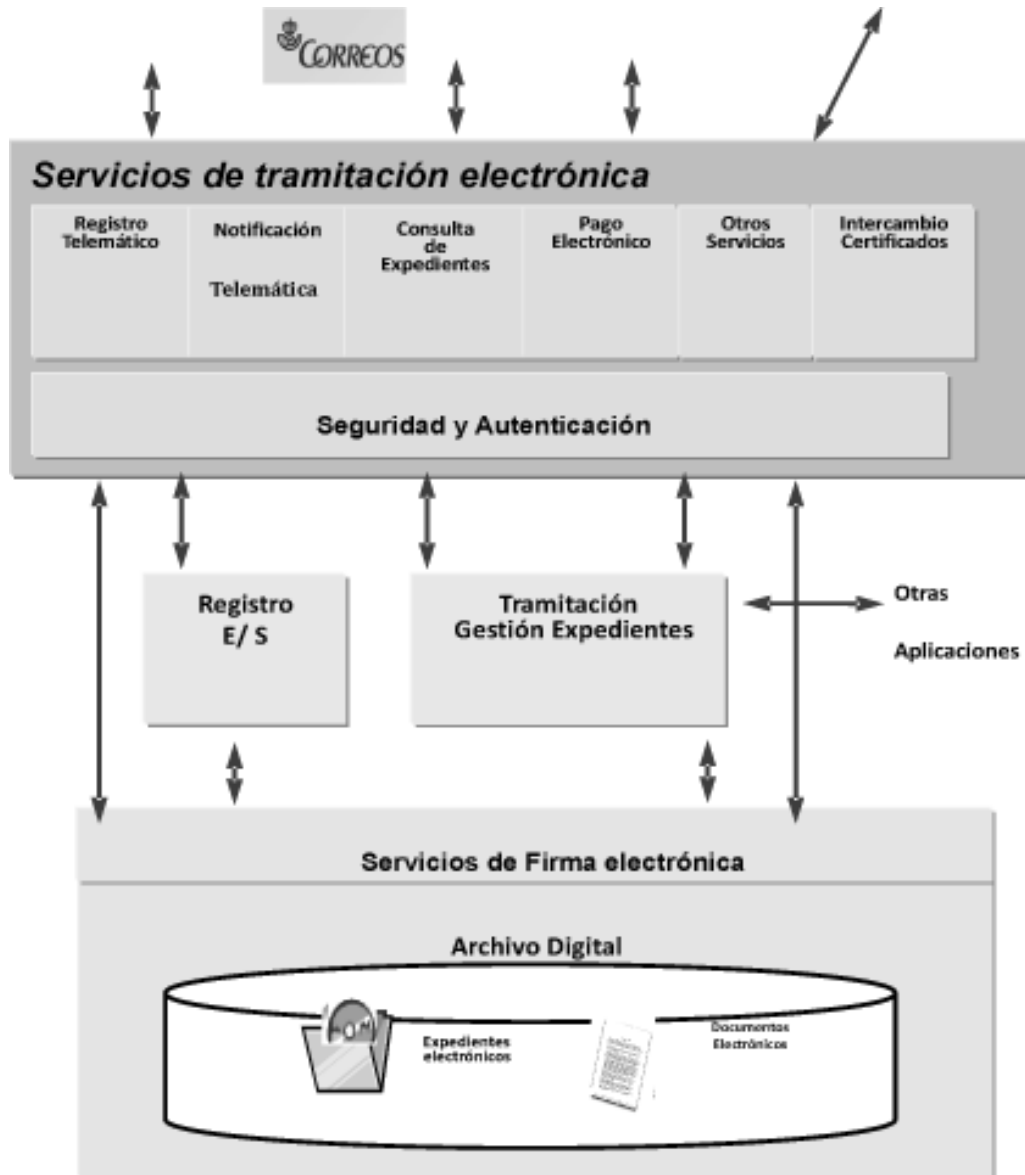 CORREOS
Servicios de tramitación electrónica
Registro
Telemático
Notificación
Telemática
Consulta
de
Expedientes
Pago
Electrónico
Otros
Servicios
Intercambio
Certificados
Seguridad y Autenticación
Registro
E/ S
Tramitación
Gestión Expedientes
Otras
Aplicaciones
Servicios de Firma electrónica
Archivo Digital
Expedientes
electrónicos
Documentos
Electrónicos